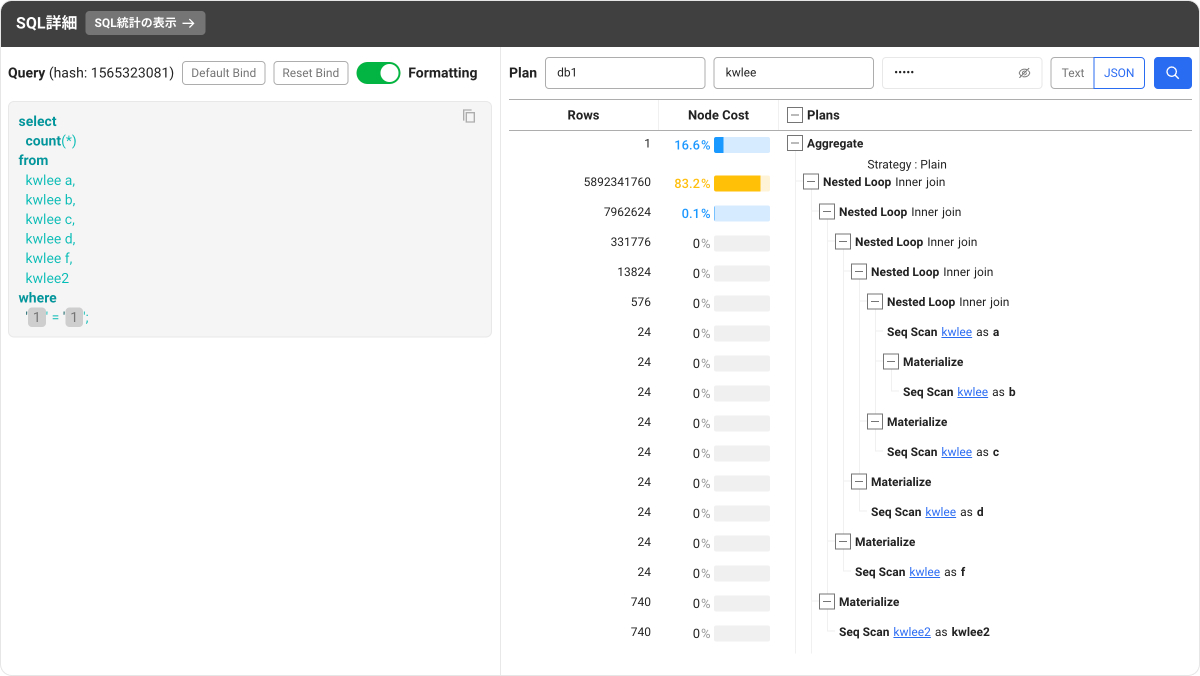 SQL詳細 SQL統計の表示 →
Query (hash: 1565323081) Default Bind Reset Bind Formatting
select
count(*)
from
kwlee a,
kwlee b,
kwlee c,
kwlee d,
kwlee f,
kwlee2
where
'1' = '1';
Plan db1 kwlee ····· Text JSON
Rows Node Cost Plans
1 16.6% Aggregate
Strategy : Plain
5892341760 83.2% Nested Loop Inner join
7962624 0.1% Nested Loop Inner join
331776 0% Nested Loop Inner join
13824 0% Nested Loop Inner join
576 0% Nested Loop Inner join
24 0% Seq Scan kwlee as a
24 0% Materialize
24 0% Seq Scan kwlee as b
24 0% Materialize
24 0% Seq Scan kwlee as c
24 0% Materialize
24 0% Seq Scan kwlee as d
24 0% Materialize
24 0% Seq Scan kwlee as f
740 0% Materialize
740 0% Seq Scan kwlee2 as kwlee2